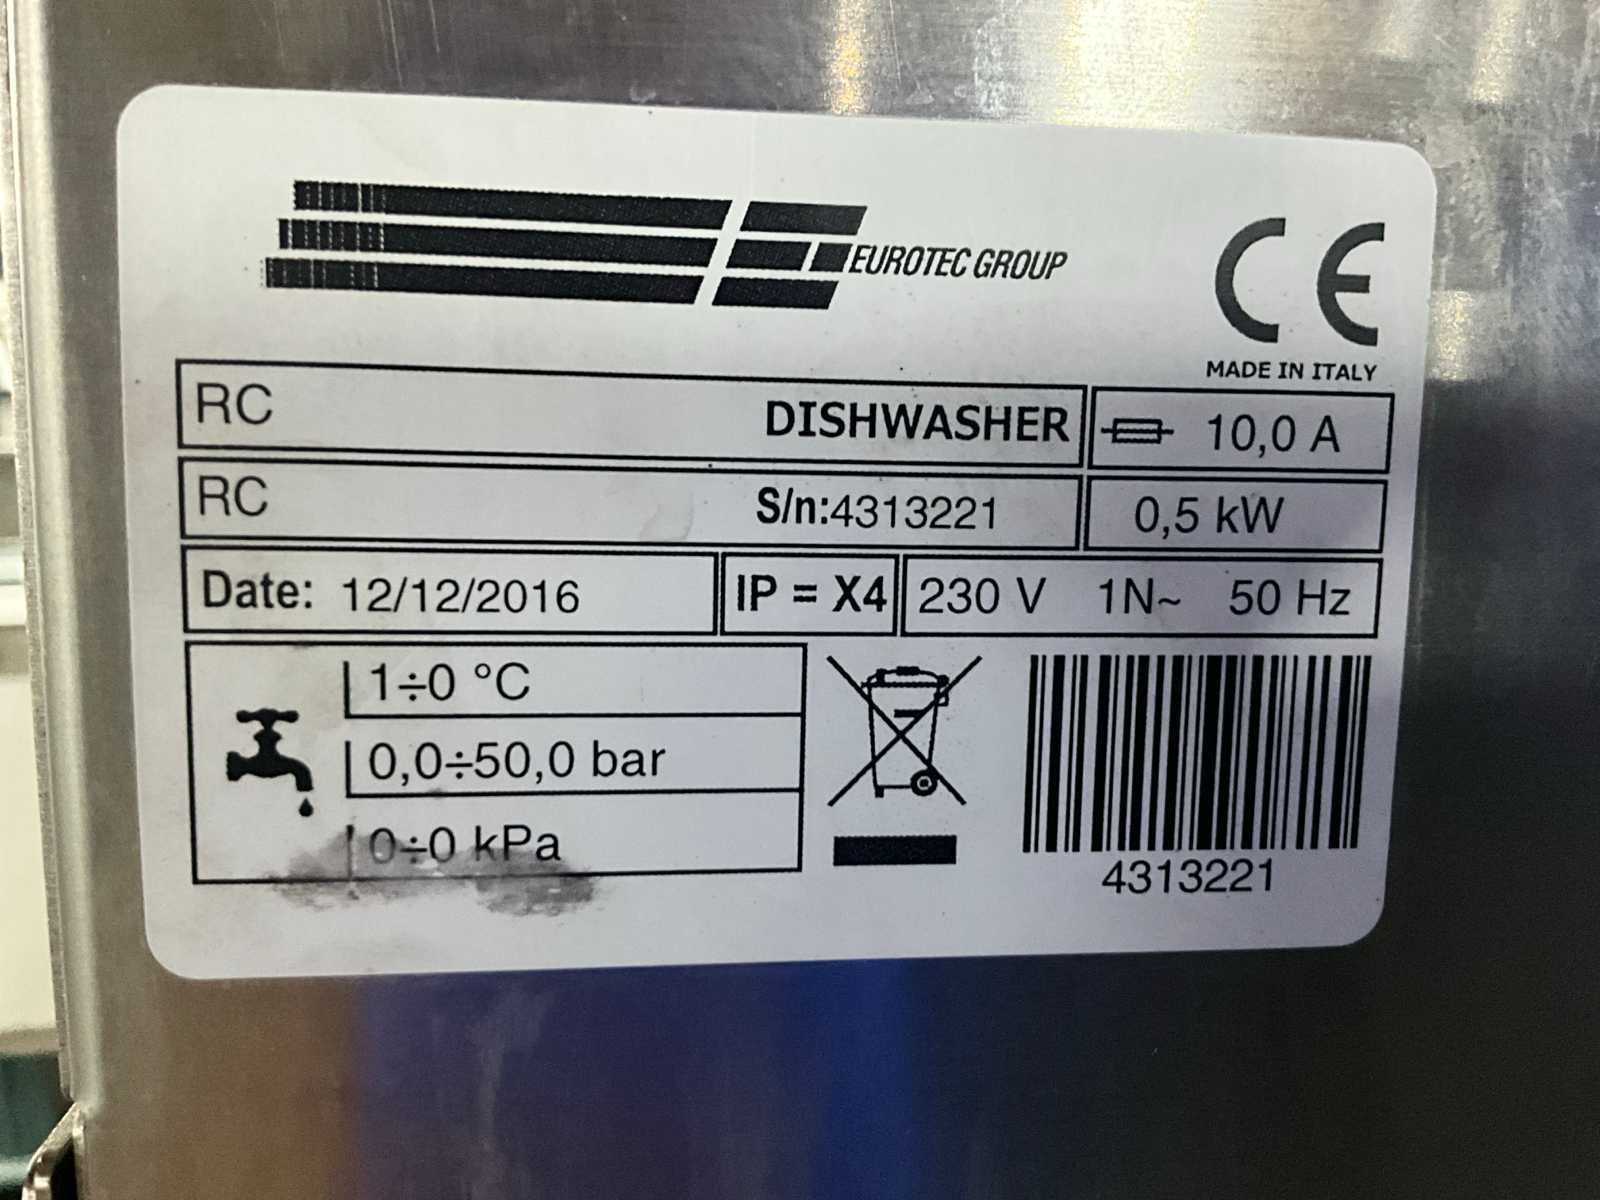 EUROTEC GROUP
CE
MADE IN ITALY
RC DISHWASHER 10,0 A
RC S/n:4313221 0,5 kW
Date: 12/12/2016 IP = X4 230 V 1N~ 50 Hz
1÷0 °C
0,0÷50,0 bar
0÷0 kPa
4313221